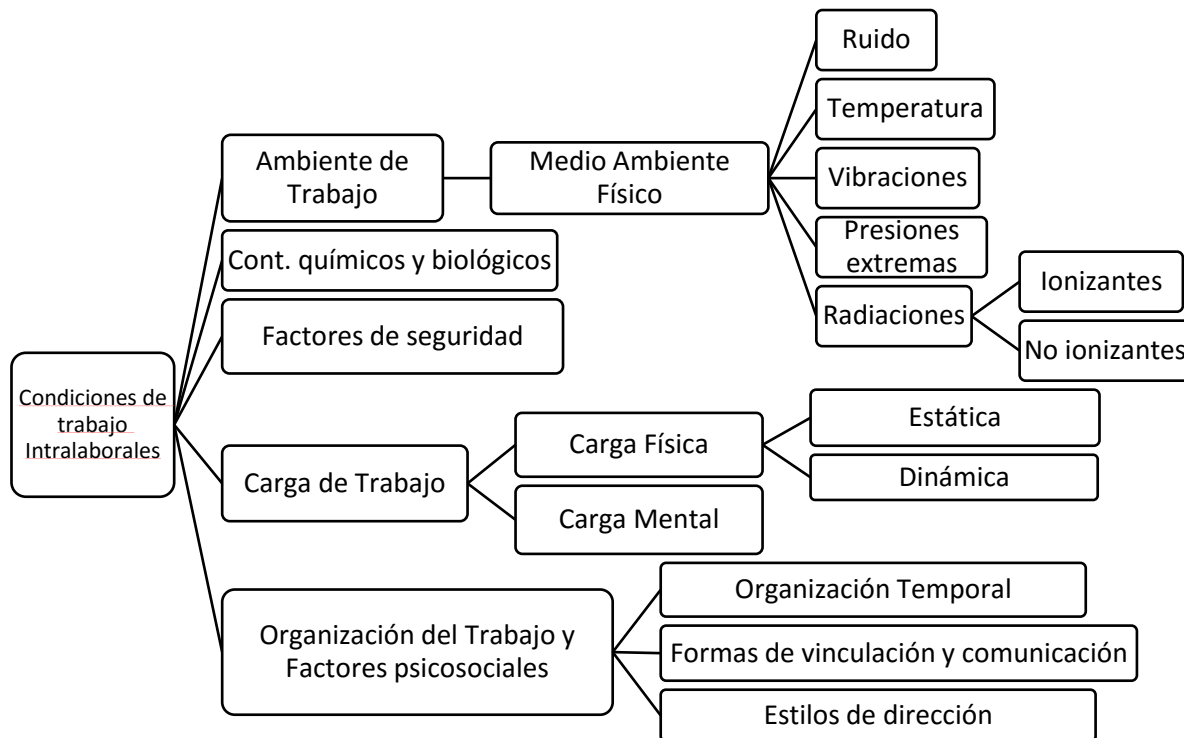 Condiciones de
trabajo
Intralaborales
Ambiente de
Trabajo
Medio Ambiente
Físico
Ruido
Temperatura
Vibraciones
Presiones
extremas
Radiaciones
Ionizantes
No ionizantes
Cont. químicos y biológicos
Factores de seguridad
Carga de Trabajo
Carga Física
Estática
Dinámica
Carga Mental
Organización del Trabajo y
Factores psicosociales
Organización Temporal
Formas de vinculación y comunicación
Estilos de dirección